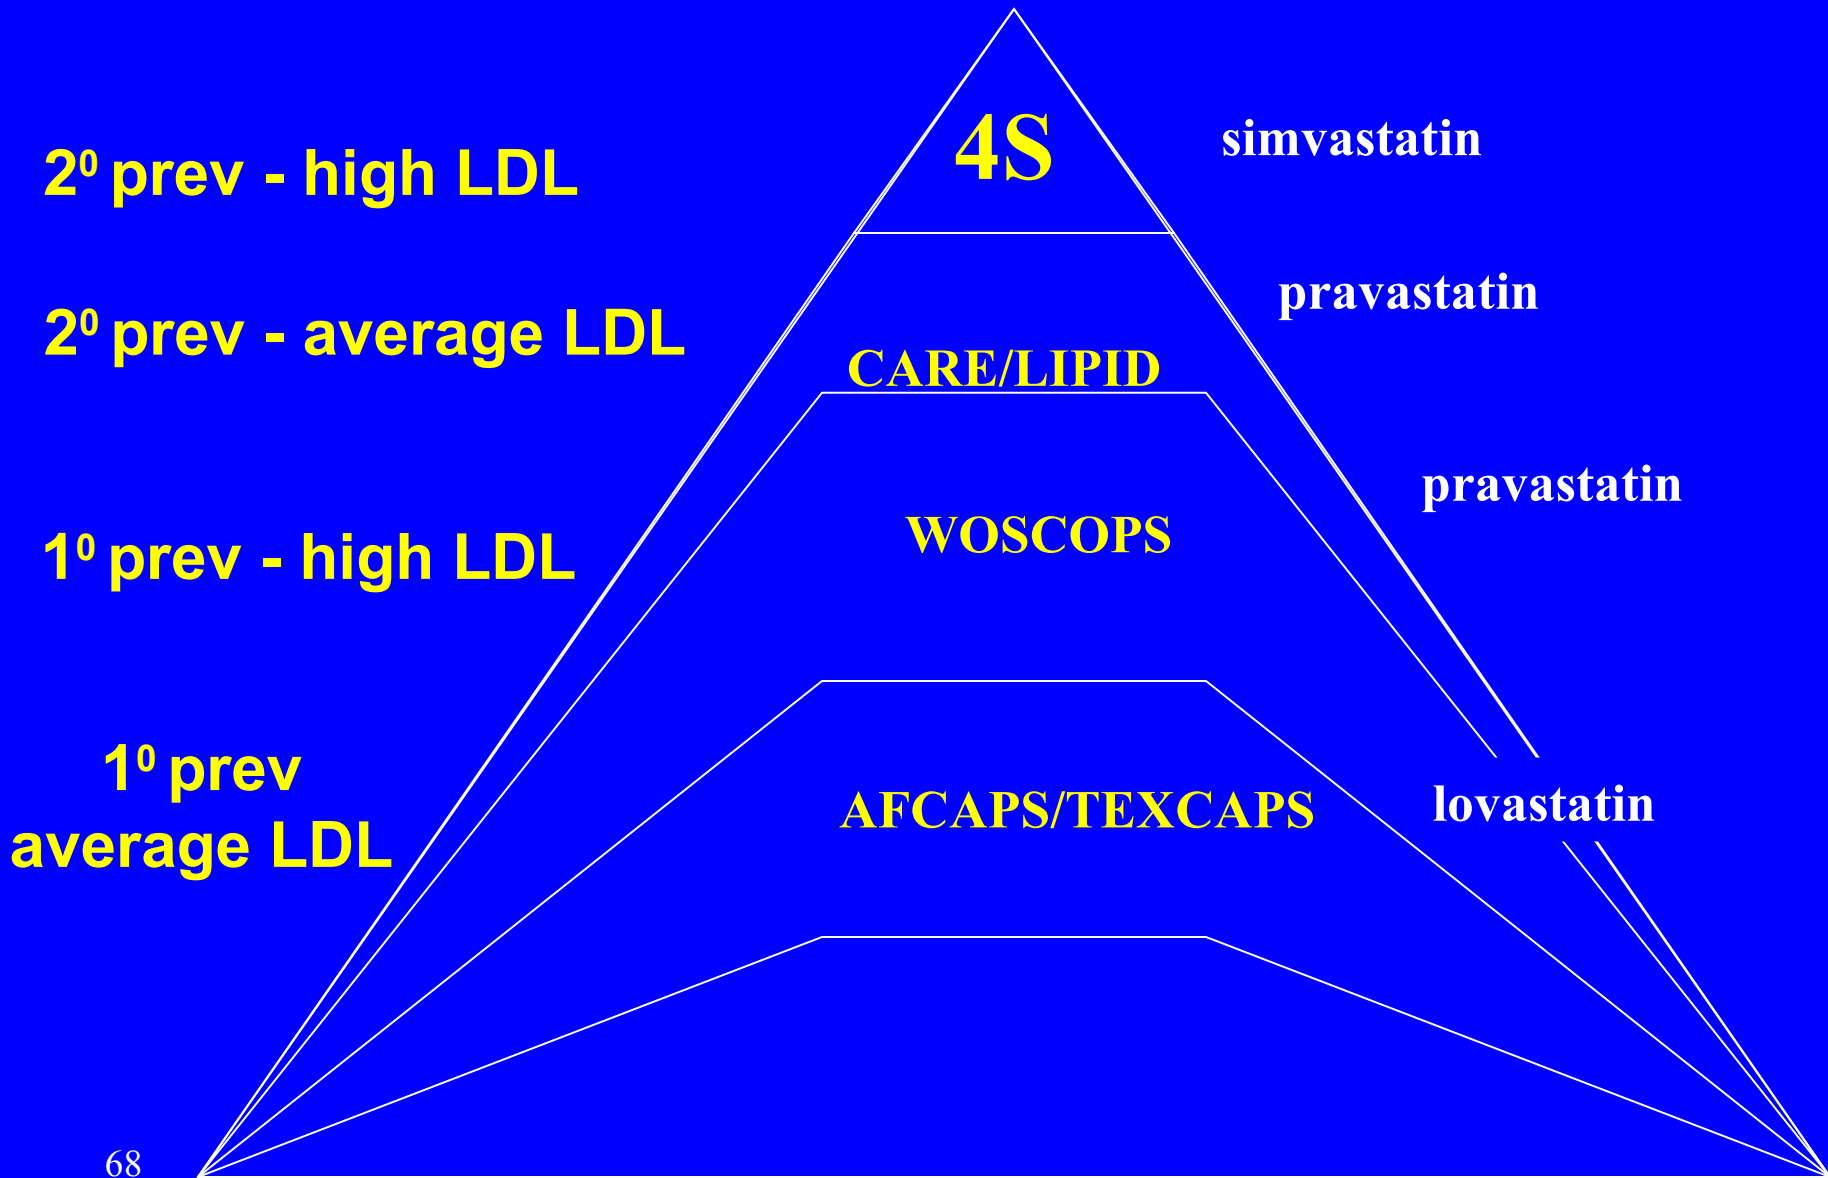 4S
simvastatin
2⁰ prev - high LDL
pravastatin
2⁰ prev - average LDL
CARE/LIPID
pravastatin
WOSCOPS
1⁰ prev - high LDL
1⁰ prev
average LDL
AFCAPS/TEXCAPS
lovastatin
68